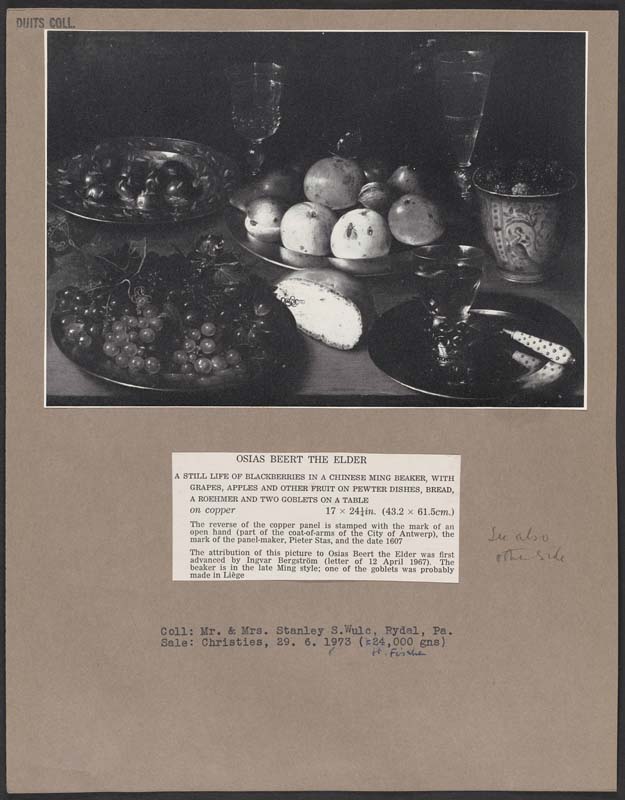 DUITS COLL.
OSIAS BEERT THE ELDER
A STILL LIFE OF BLACKBERRIES IN A CHINESE MING BEAKER, WITH
GRAPES, APPLES AND OTHER FRUIT ON PEWTER DISHES, BREAD,
A ROEHMER AND TWO GOBLETS ON A TABLE
on copper 17 × 24¼in. (43.2 × 61.5cm.)
The reverse of the copper panel is stamped with the mark of an
open hand (part of the coat-of-arms of the City of Antwerp), the
mark of the panel-maker, Pieter Stas, and the date 1607
The attribution of this picture to Osias Beert the Elder was first
advanced by Ingvar Bergström (letter of 12 April 1967). The
beaker is in the late Ming style; one of the goblets was probably
made in Liège
See also
other side
Coll: Mr. & Mrs. Stanley S.Wulc, Rydal, Pa.
Sale: Christies, 29. 6. 1973 (24,000 gns)
H. Fischer